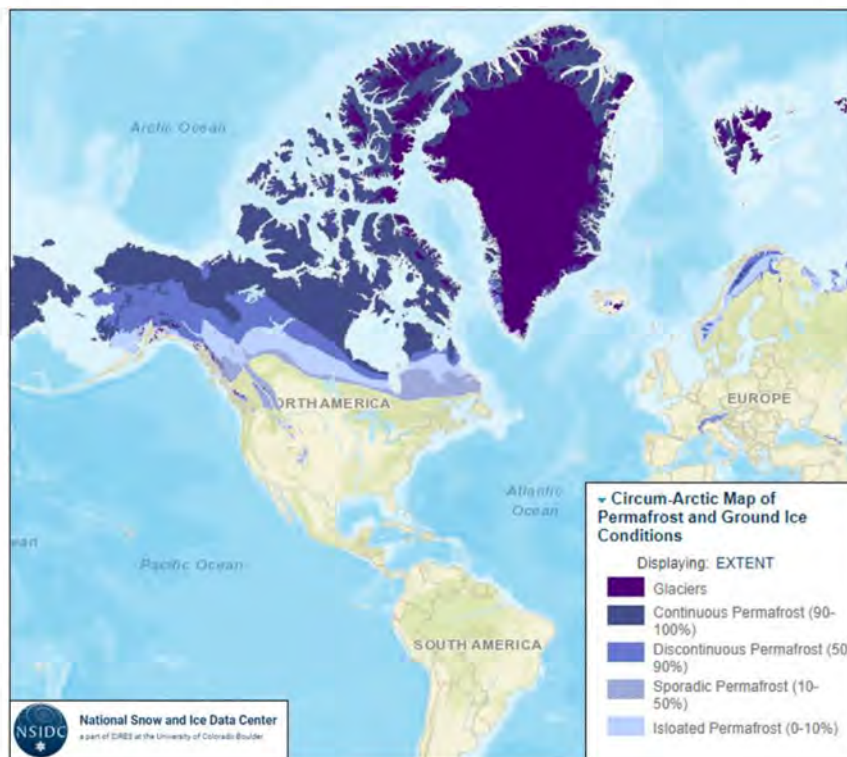 Arctic Ocean
ORTH AMERICA
EUROPE
Atlantic
Ocean
ean
Pacific Ocean
SOUTH AMERICA
Circum-Arctic Map of
Permafrost and Ground Ice
Conditions
Displaying: EXTENT
Glaciers
Continuous Permafrost (90-
100%)
Discontinuous Permafrost (50
90%)
Sporadic Permafrost (10-
50%)
Isloated Permafrost (0-10%)
NSIDC
National Snow and Ice Data Center
a part of CIRES at the University of Colorado Boulder